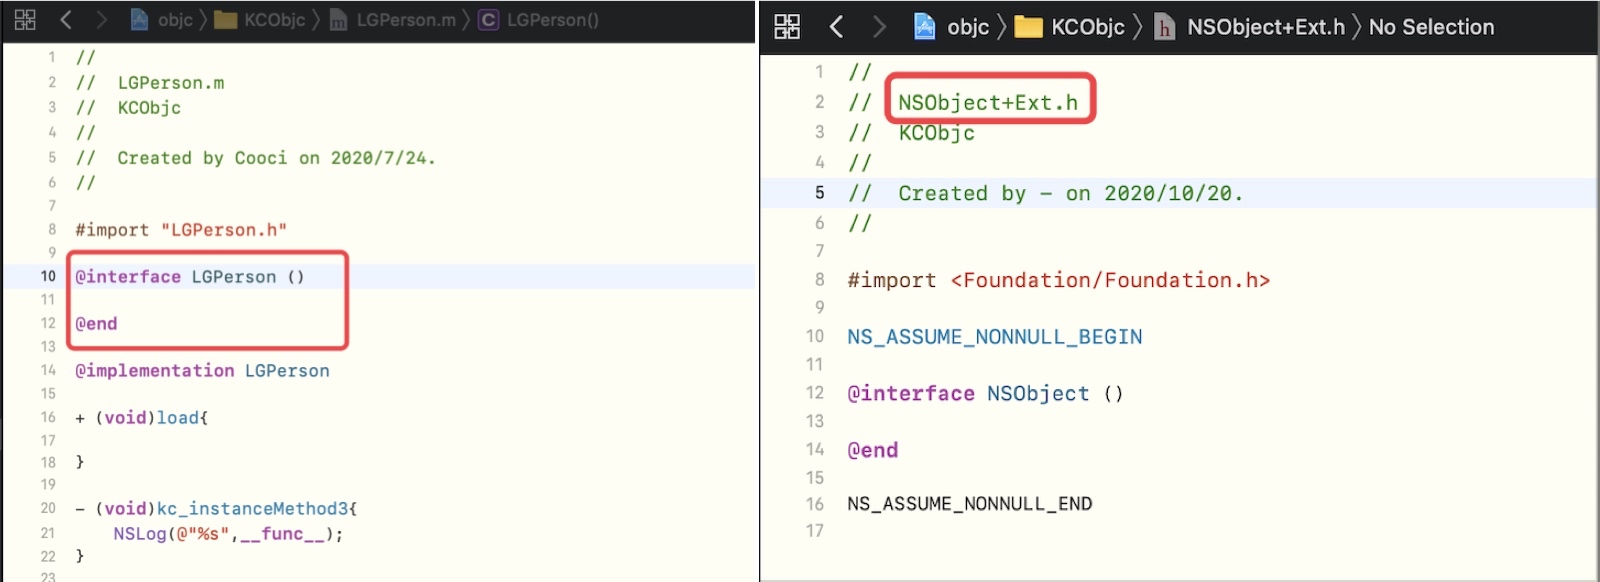 objc KCObjc LGPerson.m C LGPerson()
1 //
2 // LGPerson.m
3 // KCObjc
4 //
5 // Created by Cooci on 2020/7/24.
6 //
7
8 #import "LGPerson.h"
9
10 @interface LGPerson ()
11
12 @end
13
14 @implementation LGPerson
15
16 + (void)load{
17
18 }
19
20 - (void)kc_instanceMethod3{
21 NSLog(@"%s",__func__);
22 }
23
objc KCObjc h NSObject+Ext.h No Selection
1 //
2 // NSObject+Ext.h
3 // KCObjc
4 //
5 // Created by - on 2020/10/20.
6 //
7
8 #import <Foundation/Foundation.h>
9
10 NS_ASSUME_NONNULL_BEGIN
11
12 @interface NSObject ()
13
14 @end
15
16 NS_ASSUME_NONNULL_END
17